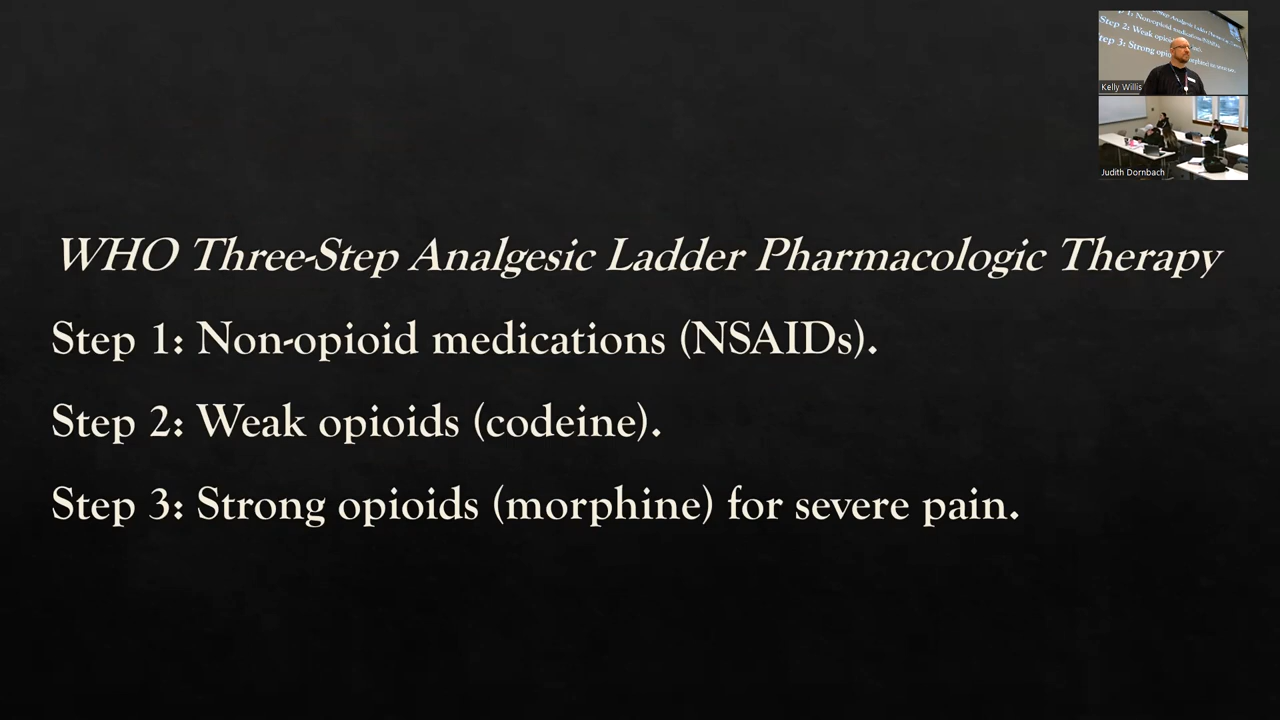 WHO Three-Step Analgesic Ladder Pharmacologic Therapy
Step 1: Non-opioid medications (NSAIDs).
Step 2: Weak opioids (codeine).
Step 3: Strong opioids (morphine) for severe pain.
Kelly Willis
Judith Dornbach